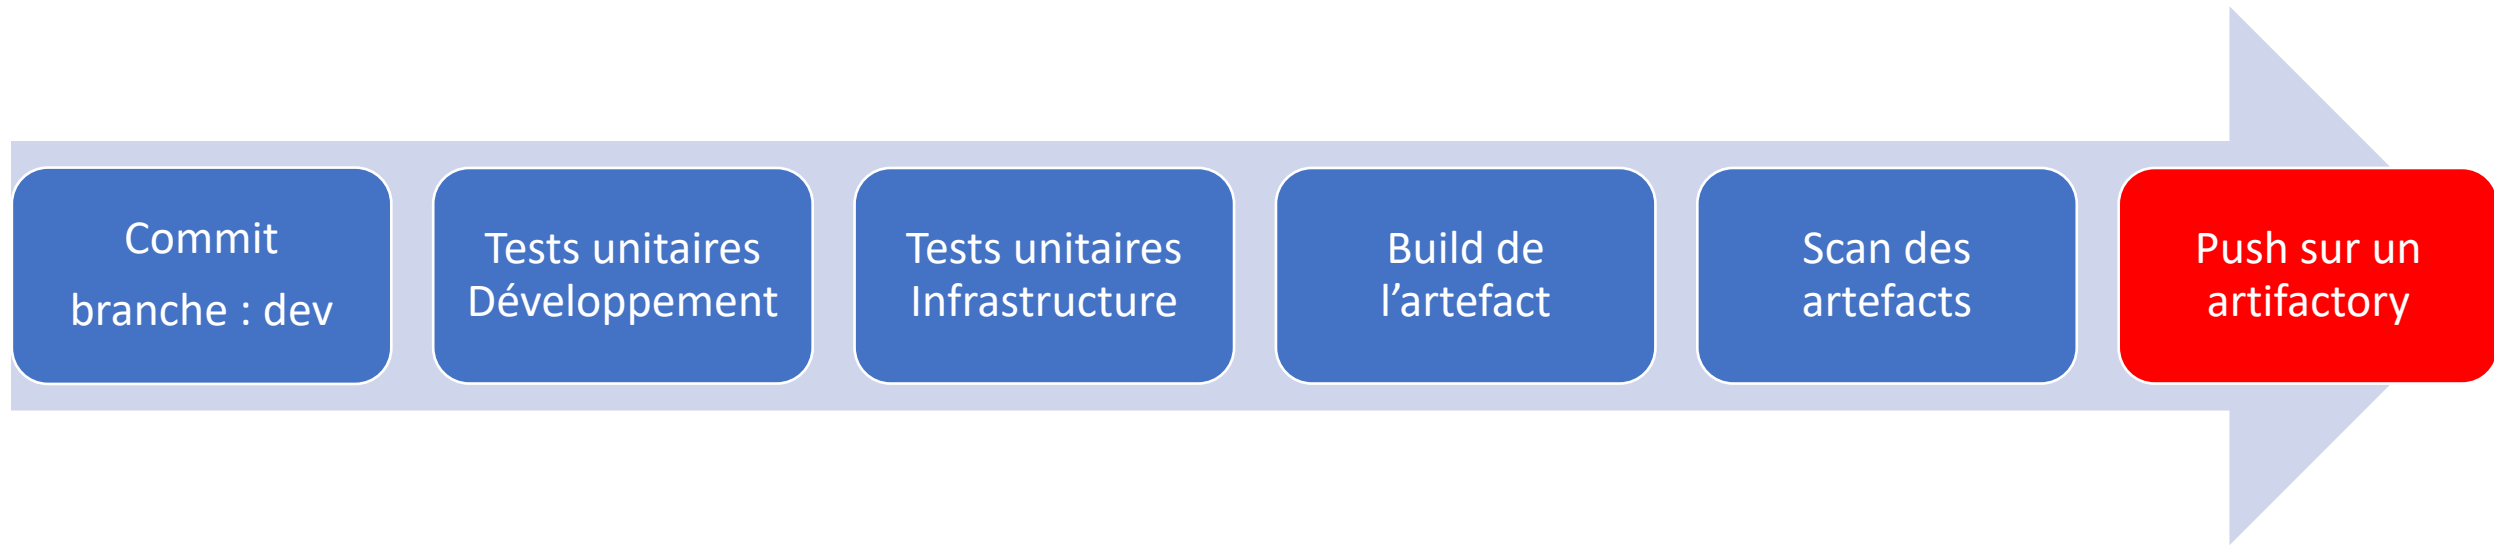 Commit
branche : dev
Tests unitaires
Développement
Tests unitaires
Infrastructure
Build de
l’artefact
Scan des
artefacts
Push sur un
artifactory